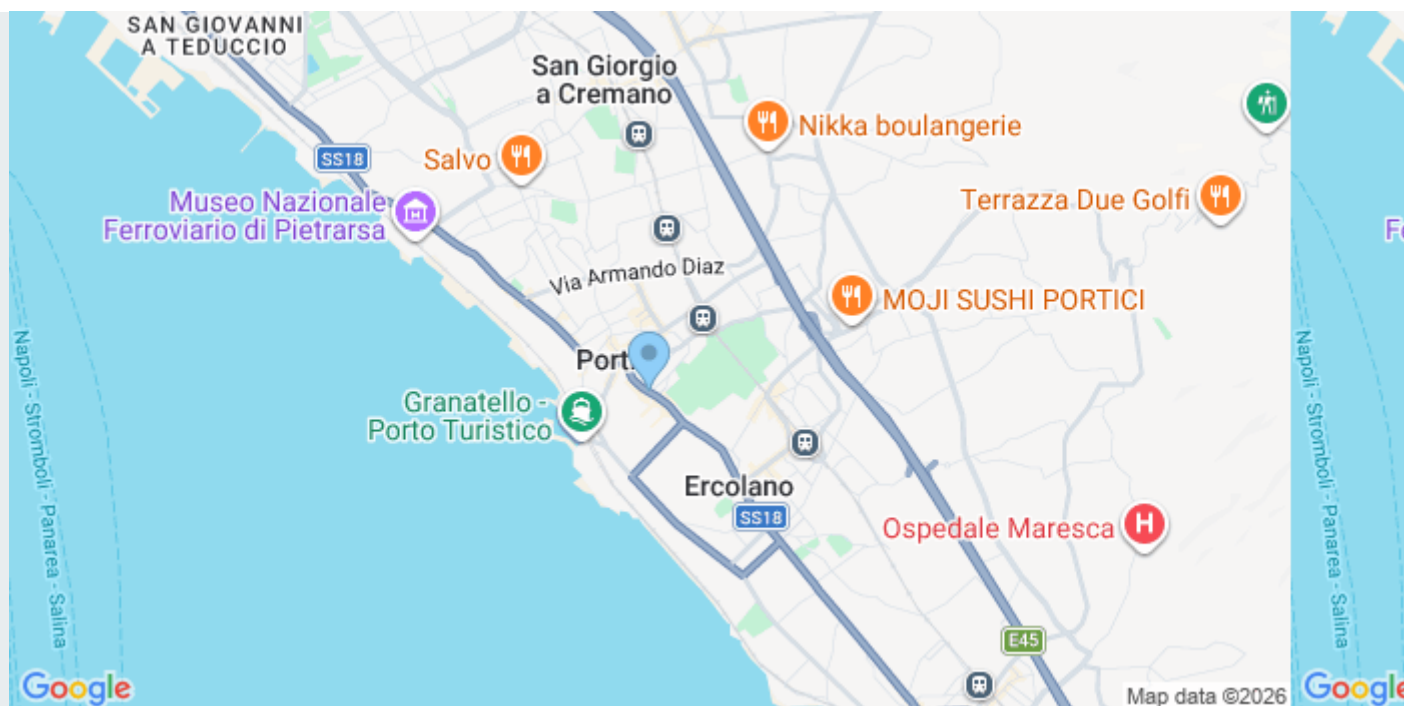 SAN GIOVANNI
A TEDUCCIO
San Giorgio
a Cremano
Nikka boulangerie
SS18
Salvo
Museo Nazionale
Ferroviario di Pietrarsa
Terrazza Due Golfi
Via Armando Diaz
MOJI SUSHI PORTICI
Granatello -
Porto Turistico
Ercolano
SS18
Ospedale Maresca
H
E45
Napoli - Stromboli - Panarea - Salina
Napoli - Stromboli - Panarea - Salina
Google
Map data ©2026
Google